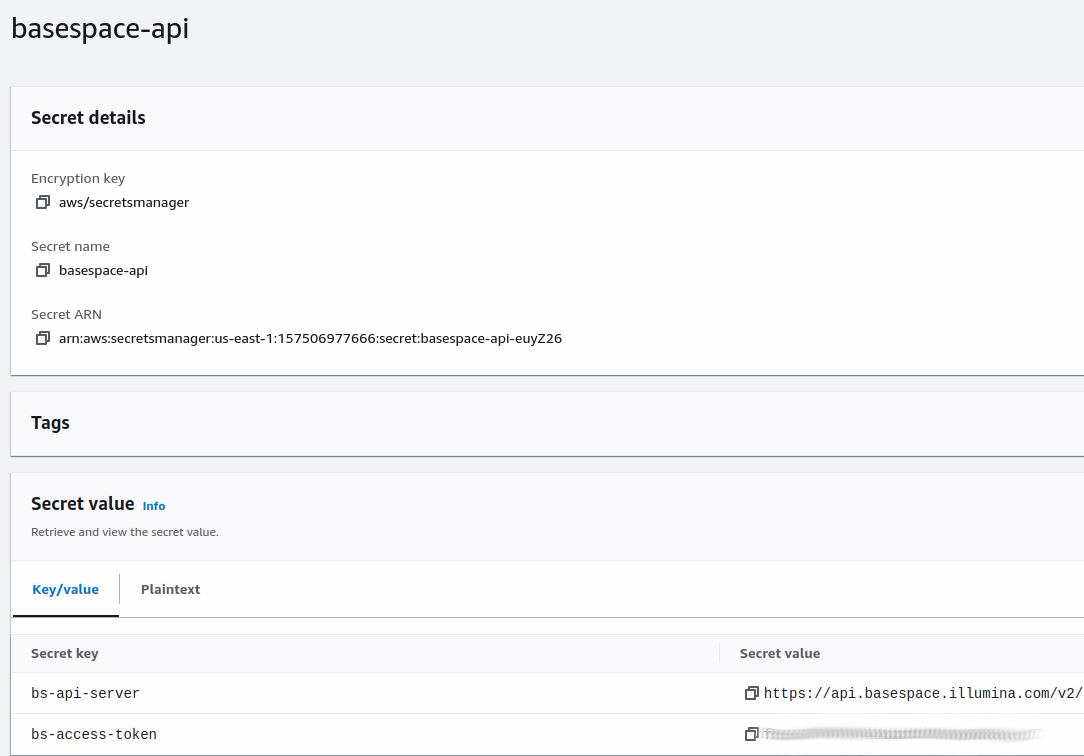 basespace-api
Secret details
Encryption key
aws/secretsmanager
Secret name
basespace-api
Secret ARN
arn:aws:secretsmanager:us-east-1:157506977666:secret:basespace-api-euyZ26
Tags
Secret value Info
Retrieve and view the secret value.
Key/value Plaintext
Secret key Secret value
bs-api-server https://api.basespace.illumina.com/v2/
bs-access-token